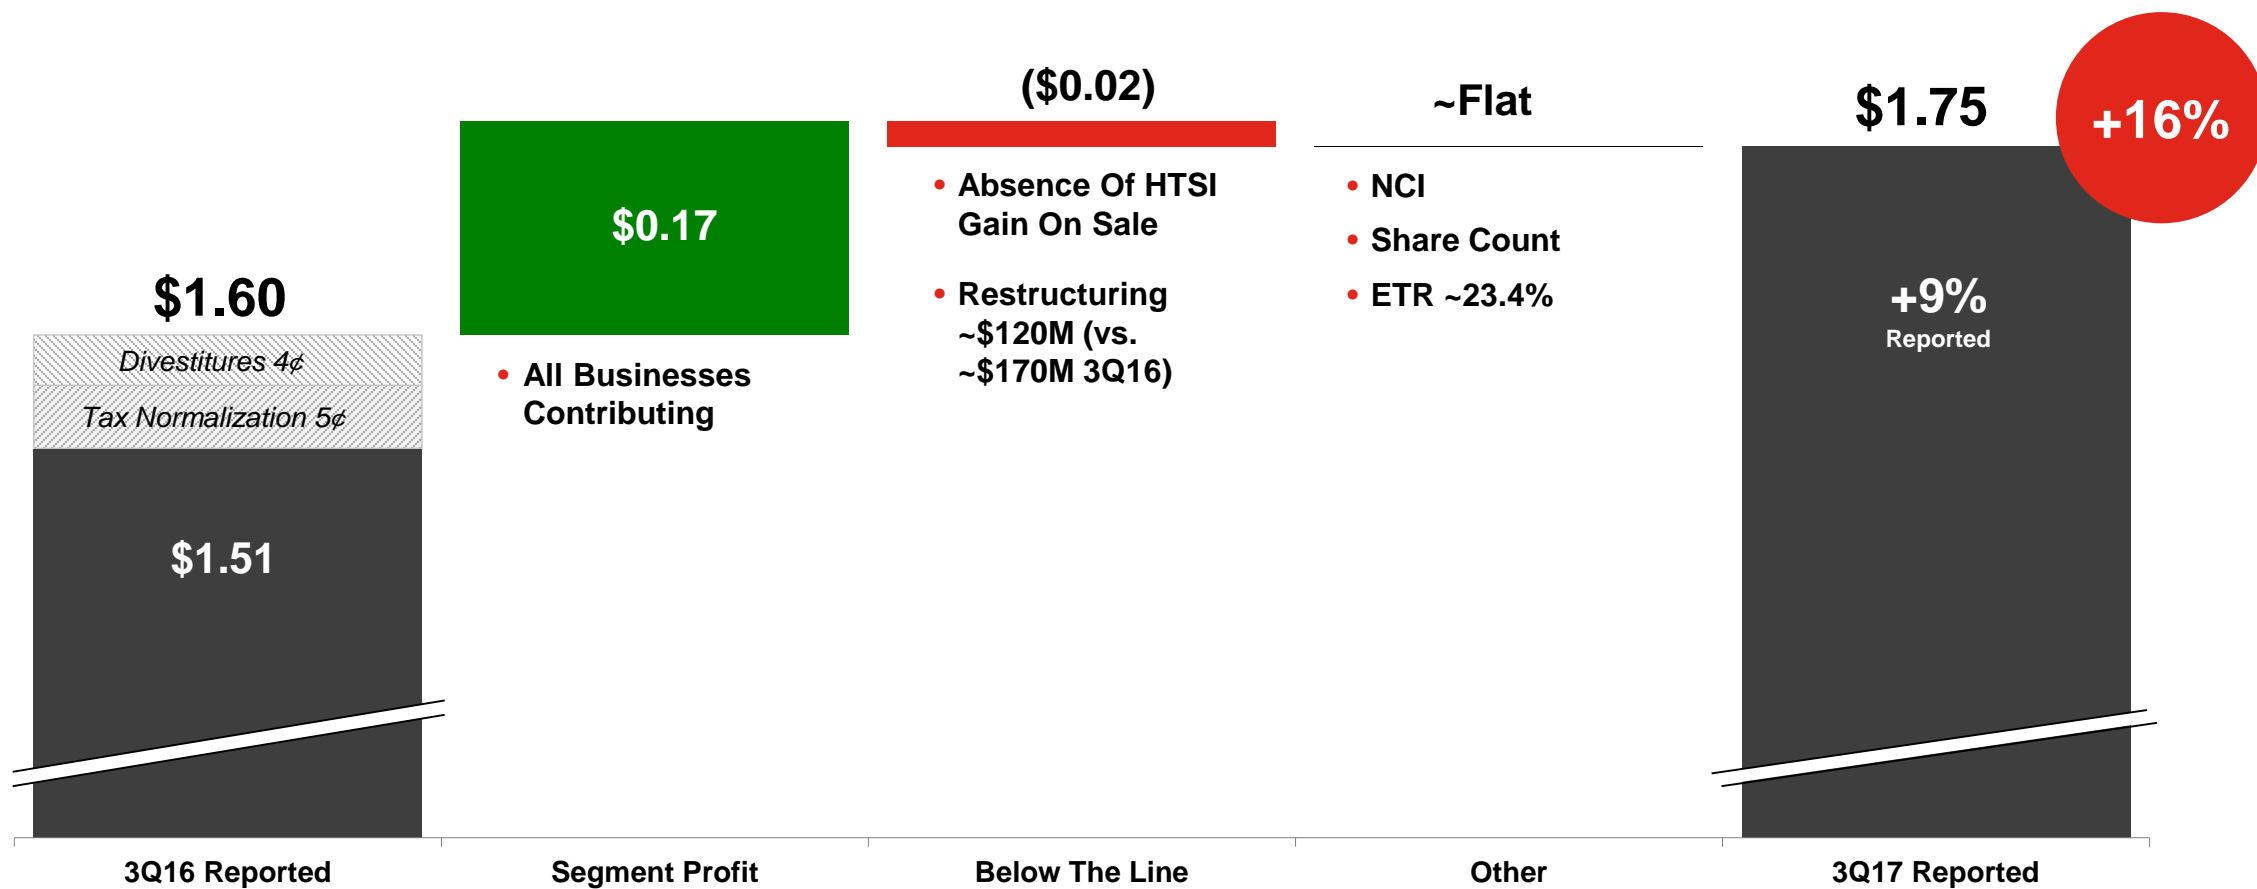 $1.60
Divestitures 4¢
Tax Normalization 5¢
$1.51
$0.17
• All Businesses
Contributing
($0.02)
• Absence Of HTSI
Gain On Sale
• Restructuring
~$120M (vs.
~$170M 3Q16)
~Flat
• NCI
• Share Count
• ETR ~23.4%
$1.75
+16%
+9%
Reported
3Q16 Reported
Segment Profit
Below The Line
Other
3Q17 Reported